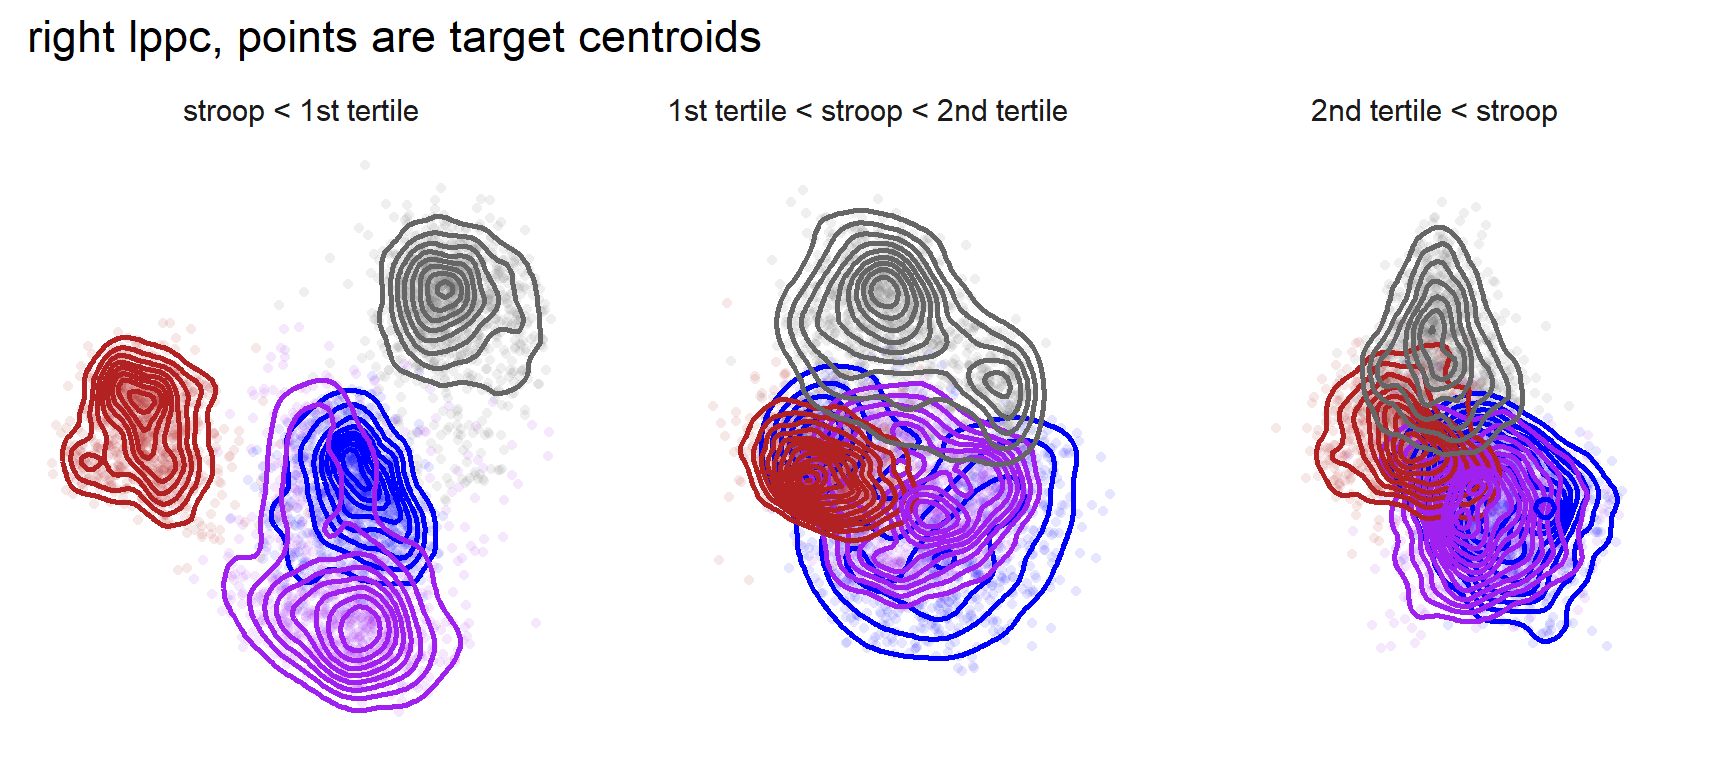 right lppc, points are target centroids
stroop < 1st tertile
1st tertile < stroop < 2nd tertile
2nd tertile < stroop